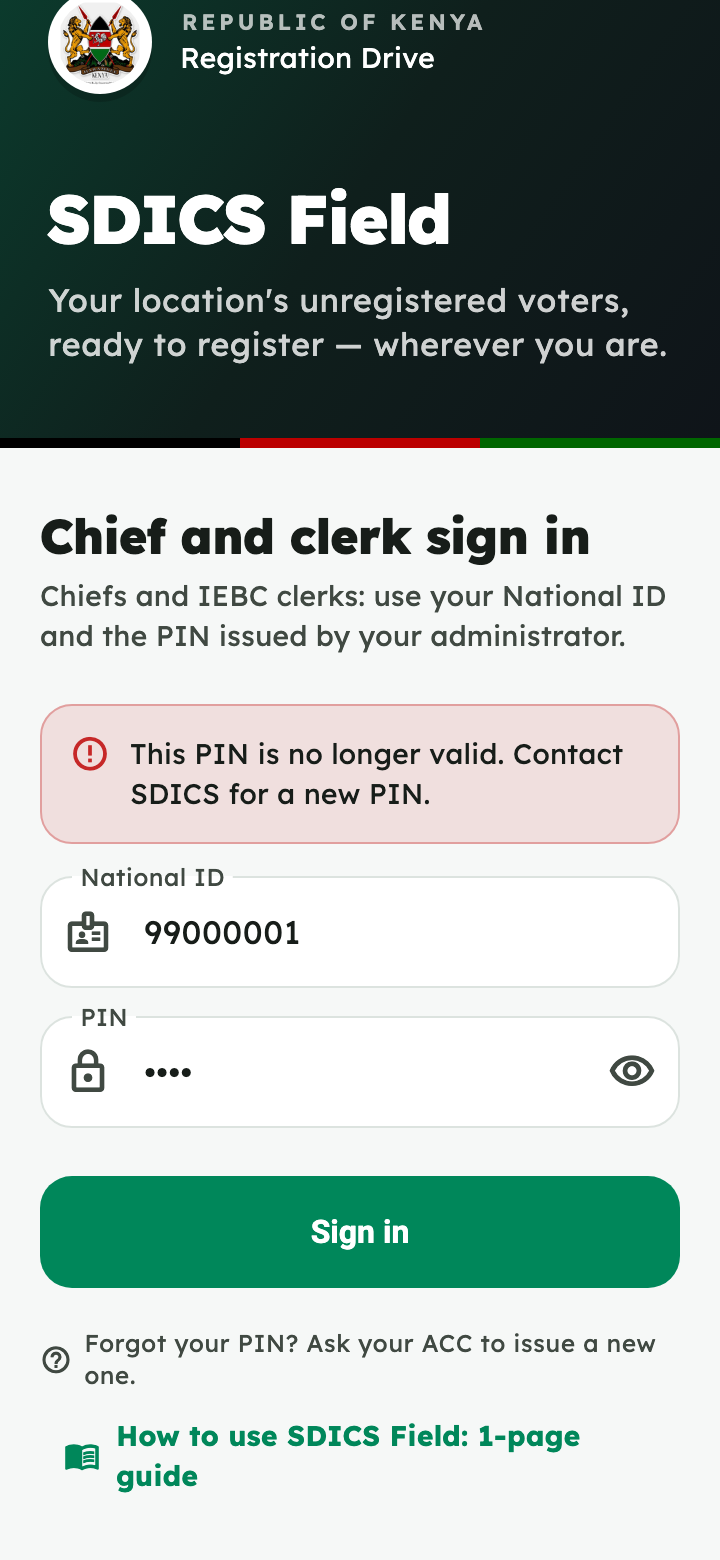 REPUBLIC OF KENYA
Registration Drive
SDICS Field
Your location's unregistered voters,
ready to register — wherever you are.
Chief and clerk sign in
Chiefs and IEBC clerks: use your National ID
and the PIN issued by your administrator.
This PIN is no longer valid. Contact
SDICS for a new PIN.
National ID
99000001
PIN
••••
Sign in
Forgot your PIN? Ask your ACC to issue a new
one.
How to use SDICS Field: 1-page
guide